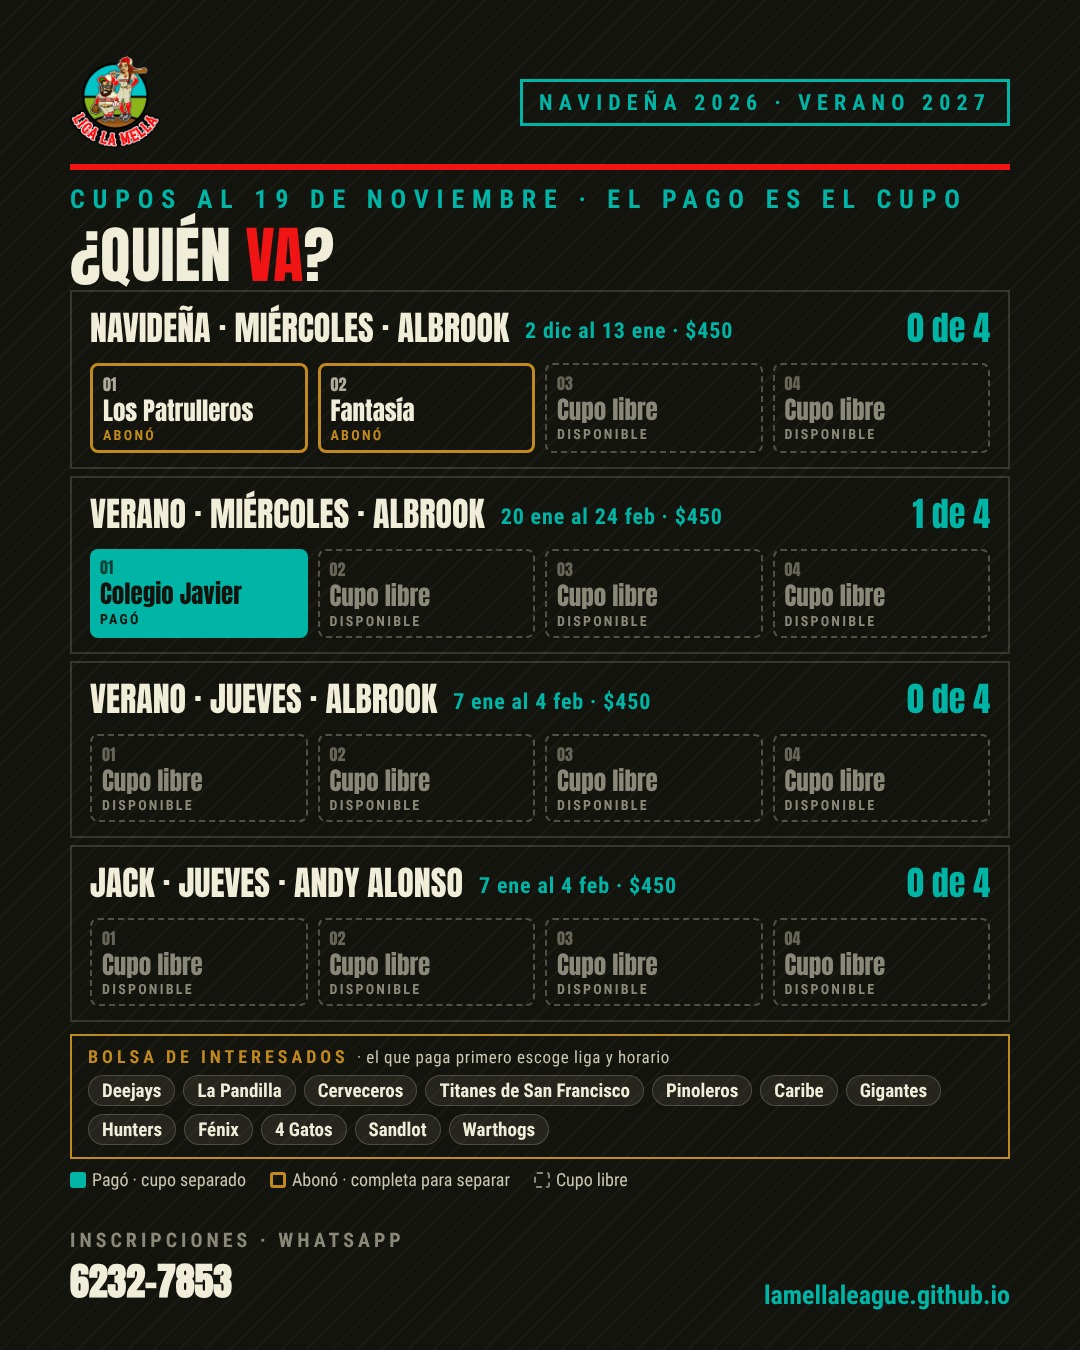 LIGA LA MELLA
NAVIDEÑA 2026 · VERANO 2027
CUPOS AL 19 DE NOVIEMBRE · EL PAGO ES EL CUPO
¿QUIÉN VA?
NAVIDEÑA · MIÉRCOLES · ALBROOK 2 dic al 13 ene · $450 0 de 4
01 02 03 04
Los Patrulleros Fantasía Cupo libre Cupo libre
ABONÓ ABONÓ DISPONIBLE DISPONIBLE
VERANO · MIÉRCOLES · ALBROOK 20 ene al 24 feb · $450 1 de 4
01 02 03 04
Colegio Javier Cupo libre Cupo libre Cupo libre
PAGÓ DISPONIBLE DISPONIBLE DISPONIBLE
VERANO · JUEVES · ALBROOK 7 ene al 4 feb · $450 0 de 4
01 02 03 04
Cupo libre Cupo libre Cupo libre Cupo libre
DISPONIBLE DISPONIBLE DISPONIBLE DISPONIBLE
JACK · JUEVES · ANDY ALONSO 7 ene al 4 feb · $450 0 de 4
01 02 03 04
Cupo libre Cupo libre Cupo libre Cupo libre
DISPONIBLE DISPONIBLE DISPONIBLE DISPONIBLE
BOLSA DE INTERESADOS · el que paga primero escoge liga y horario
Deejays La Pandilla Cerveceros Titanes de San Francisco Pinoleros Caribe Gigantes
Hunters Fénix 4 Gatos Sandlot Warthogs
Pagó · cupo separado Abonó · completa para separar Cupo libre
INSCRIPCIONES · WHATSAPP
6232-7853
lamellaleague.github.io